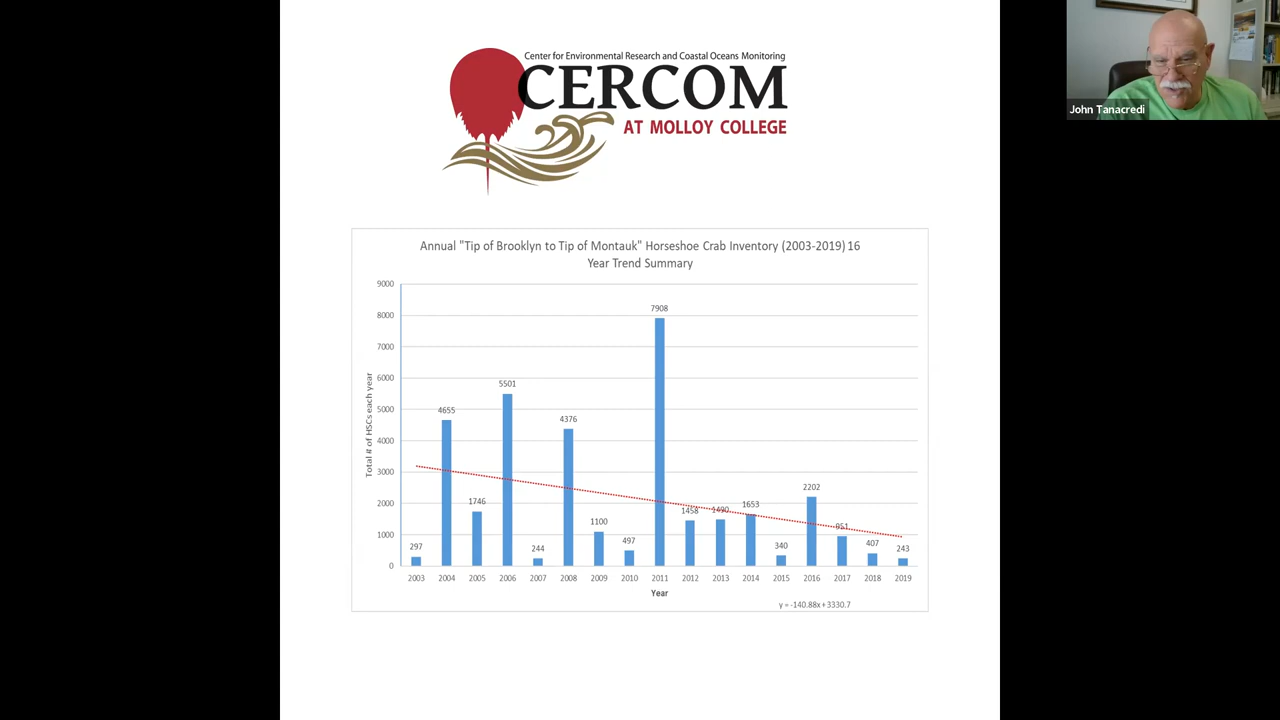 Center for Environmental Research and Coastal Oceans Monitoring
CERCOM
AT MOLLOY COLLEGE
John Tanacredi
Annual "Tip of Brooklyn to Tip of Montauk" Horseshoe Crab Inventory (2003-2019) 16
Year Trend Summary
Total # of HSCs each year
9000
8000
7000
6000
5000
4000
3000
2000
1000
0
297
4655
1746
5501
244
4376
1100
497
7908
1458
1490
1653
340
2202
951
407
243
2003 2004 2005 2006 2007 2008 2009 2010 2011 2012 2013 2014 2015 2016 2017 2018 2019
Year
y = -140.88x+3330.7